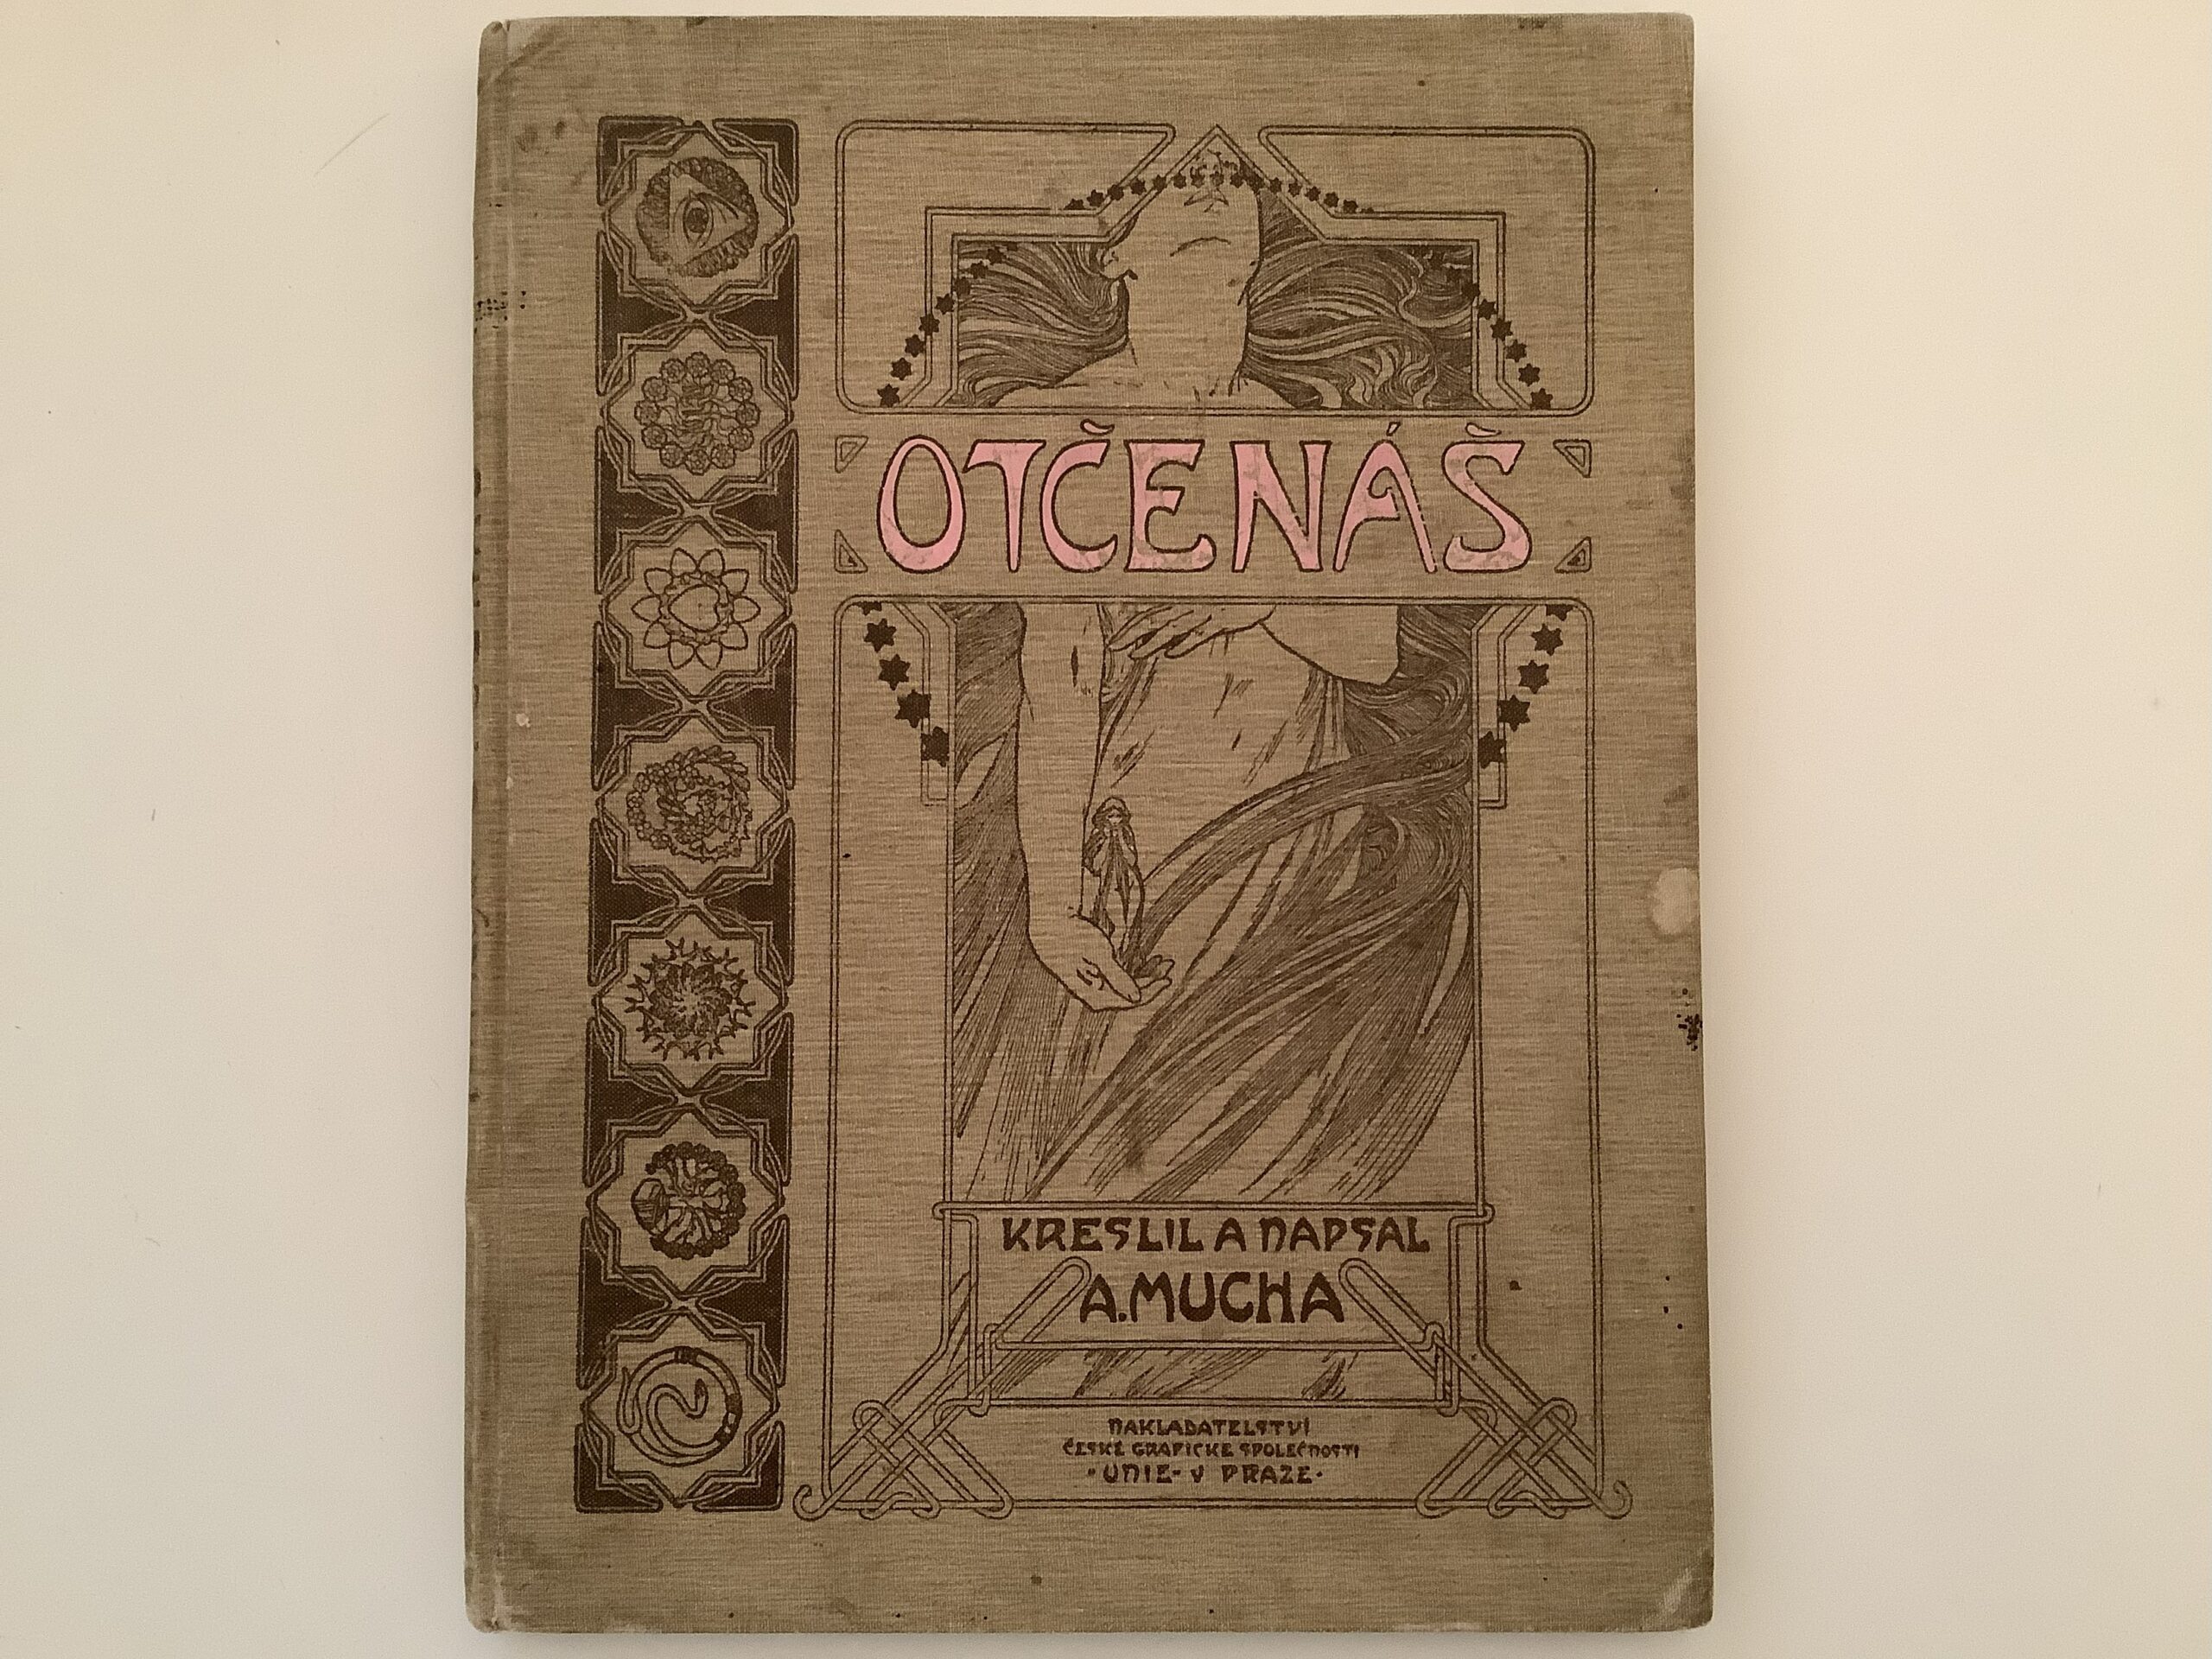 OTČENÁŠ
KRESLIL A NAPSAL
A. MUCHA
NAKLADATELSTVÍ
ČESKÉ GRAFICKÉ SPOLEČNOSTI
·UNIE· V PRAZE·